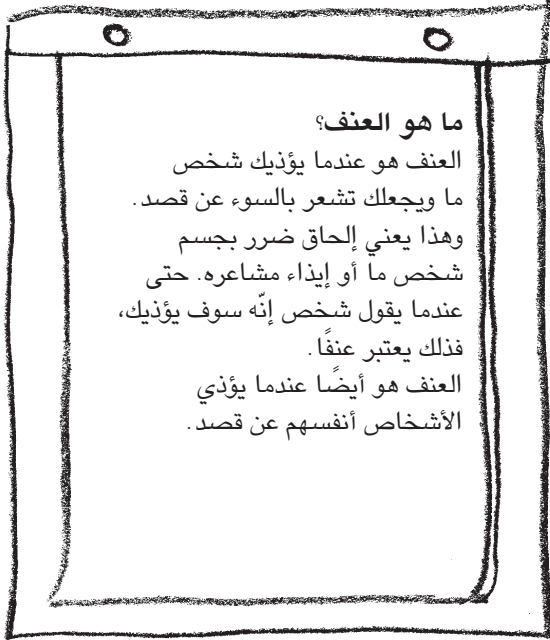 ما هو العنف؟
العنف هو عندما يؤذيك شخص
ما ويجعلك تشعر بالسوء عن قصد.
وهذا يعني إلحاق ضرر بجسم
شخص ما أو إيذاء مشاعره. حتى
عندما يقول شخص إنّه سوف يؤذيك،
فذلك يعتبر عنفًا.
العنف هو أيضًا عندما يؤذي
الأشخاص أنفسهم عن قصد.